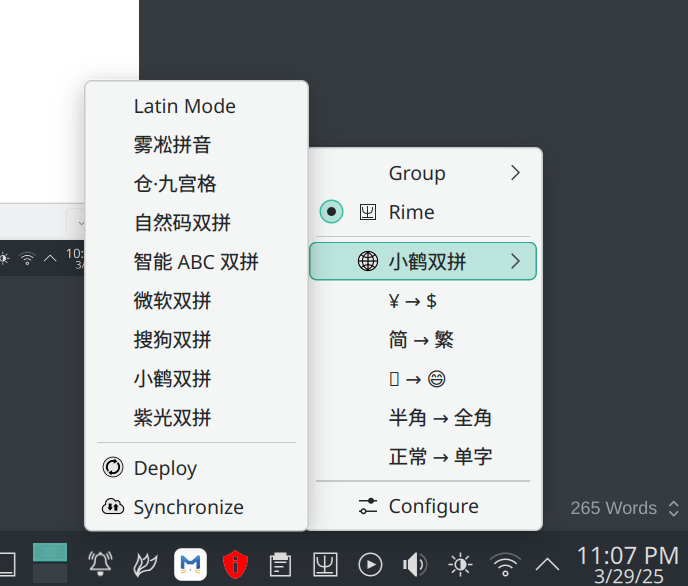 Latin Mode
雾凇拼音
仓·九宫格
自然码双拼
智能 ABC 双拼
微软双拼
搜狗双拼
小鹤双拼
紫光双拼
Deploy
Synchronize
Group
Rime
小鹤双拼
¥ → $
简 → 繁
▯ → 😄
半角 → 全角
正常 → 单字
Configure
265 Words
11:07 PM
3/29/25